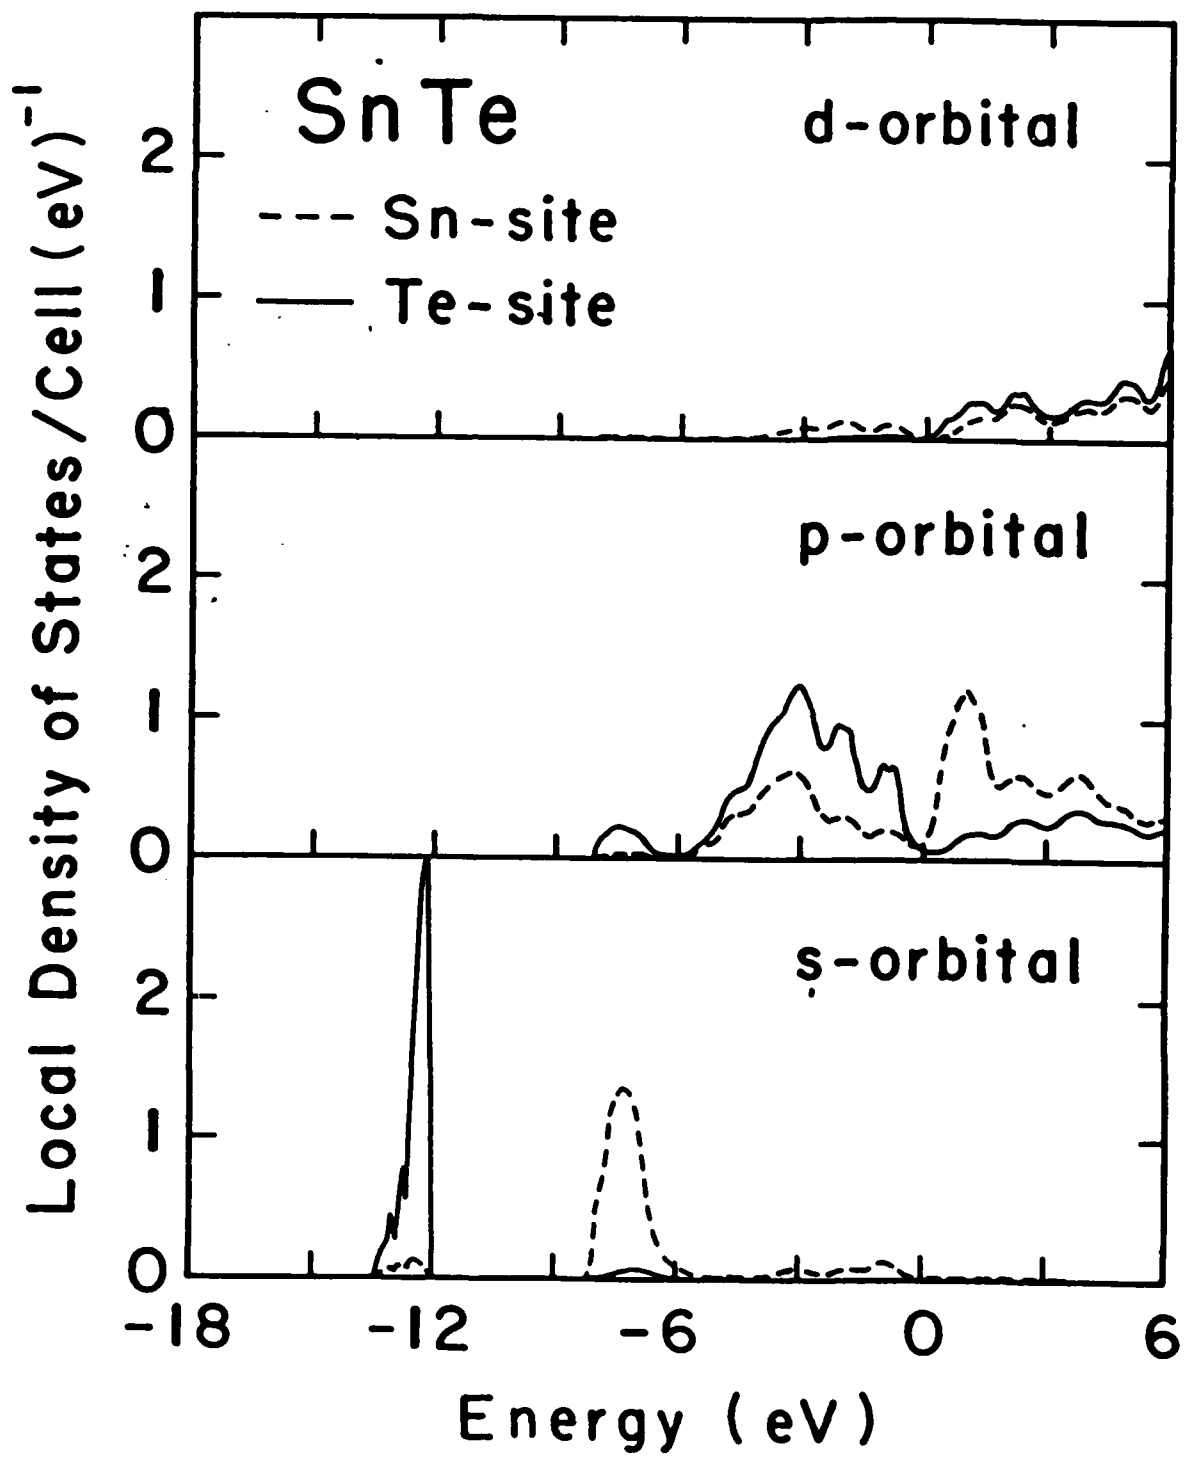 Local Density of States/Cell (eV)⁻¹
SnTe
d-orbital
2
--- Sn-site
1
— Te-site
0
p-orbital
2
1
0
s-orbital
2
1
0
-18 -12 -6 0 6
Energy (eV)